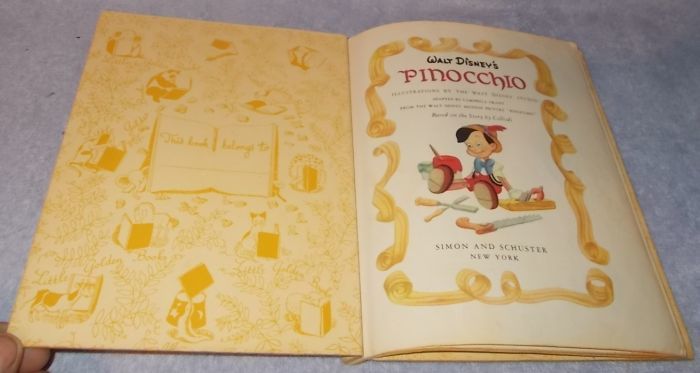 This book belongs to
Little
Golden
Books
Little Golden
WALT DISNEY'S
PINOCCHIO
ILLUSTRATIONS BY THE WALT DISNEY STUDIO
ADAPTED BY CAMPBELL GRANT
FROM THE WALT DISNEY MOTION PICTURE "PINOCCHIO"
Based on the Story by Collodi
SIMON AND SCHUSTER
NEW YORK